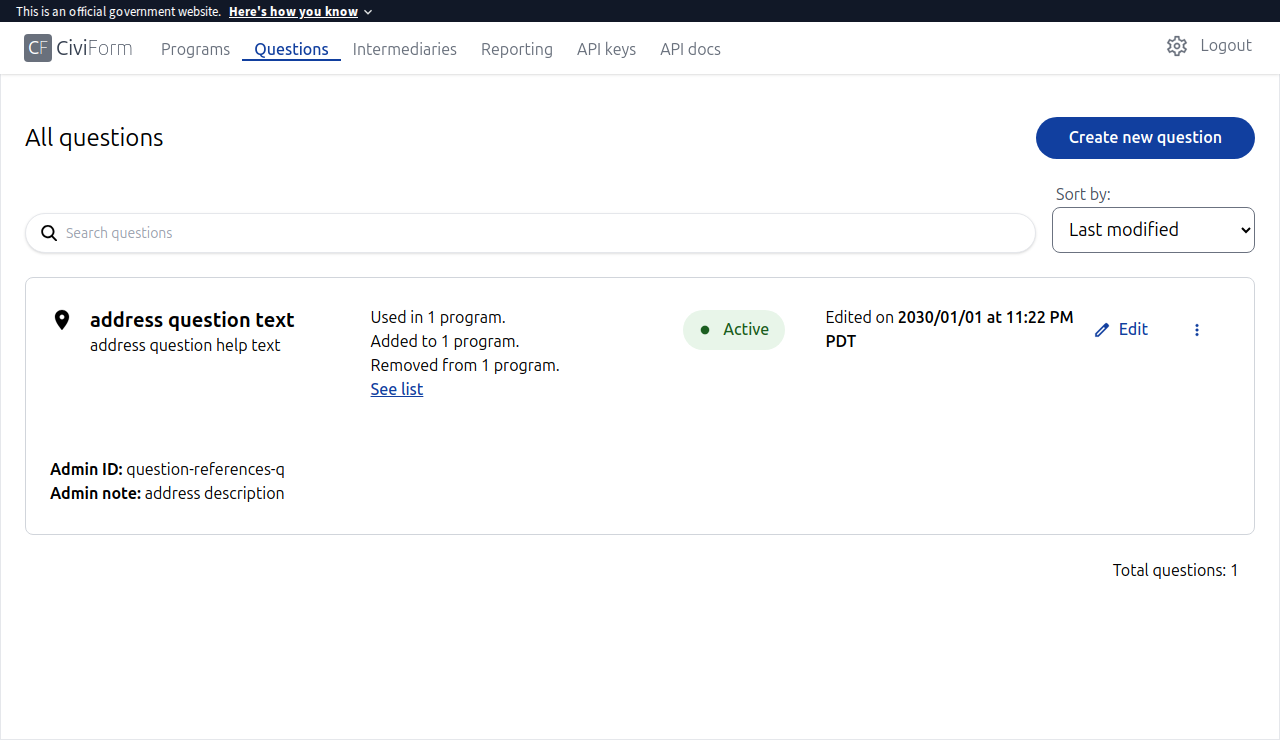 This is an official government website. Here's how you know
CF CiviForm Programs Questions Intermediaries Reporting API keys API docs Logout
All questions
Create new question
Sort by:
Search questions
Last modified
address question text
address question help text
Used in 1 program.
Added to 1 program.
Removed from 1 program.
See list
Active
Edited on 2030/01/01 at 11:22 PM
PDT
Edit
Admin ID: question-references-q
Admin note: address description
Total questions: 1